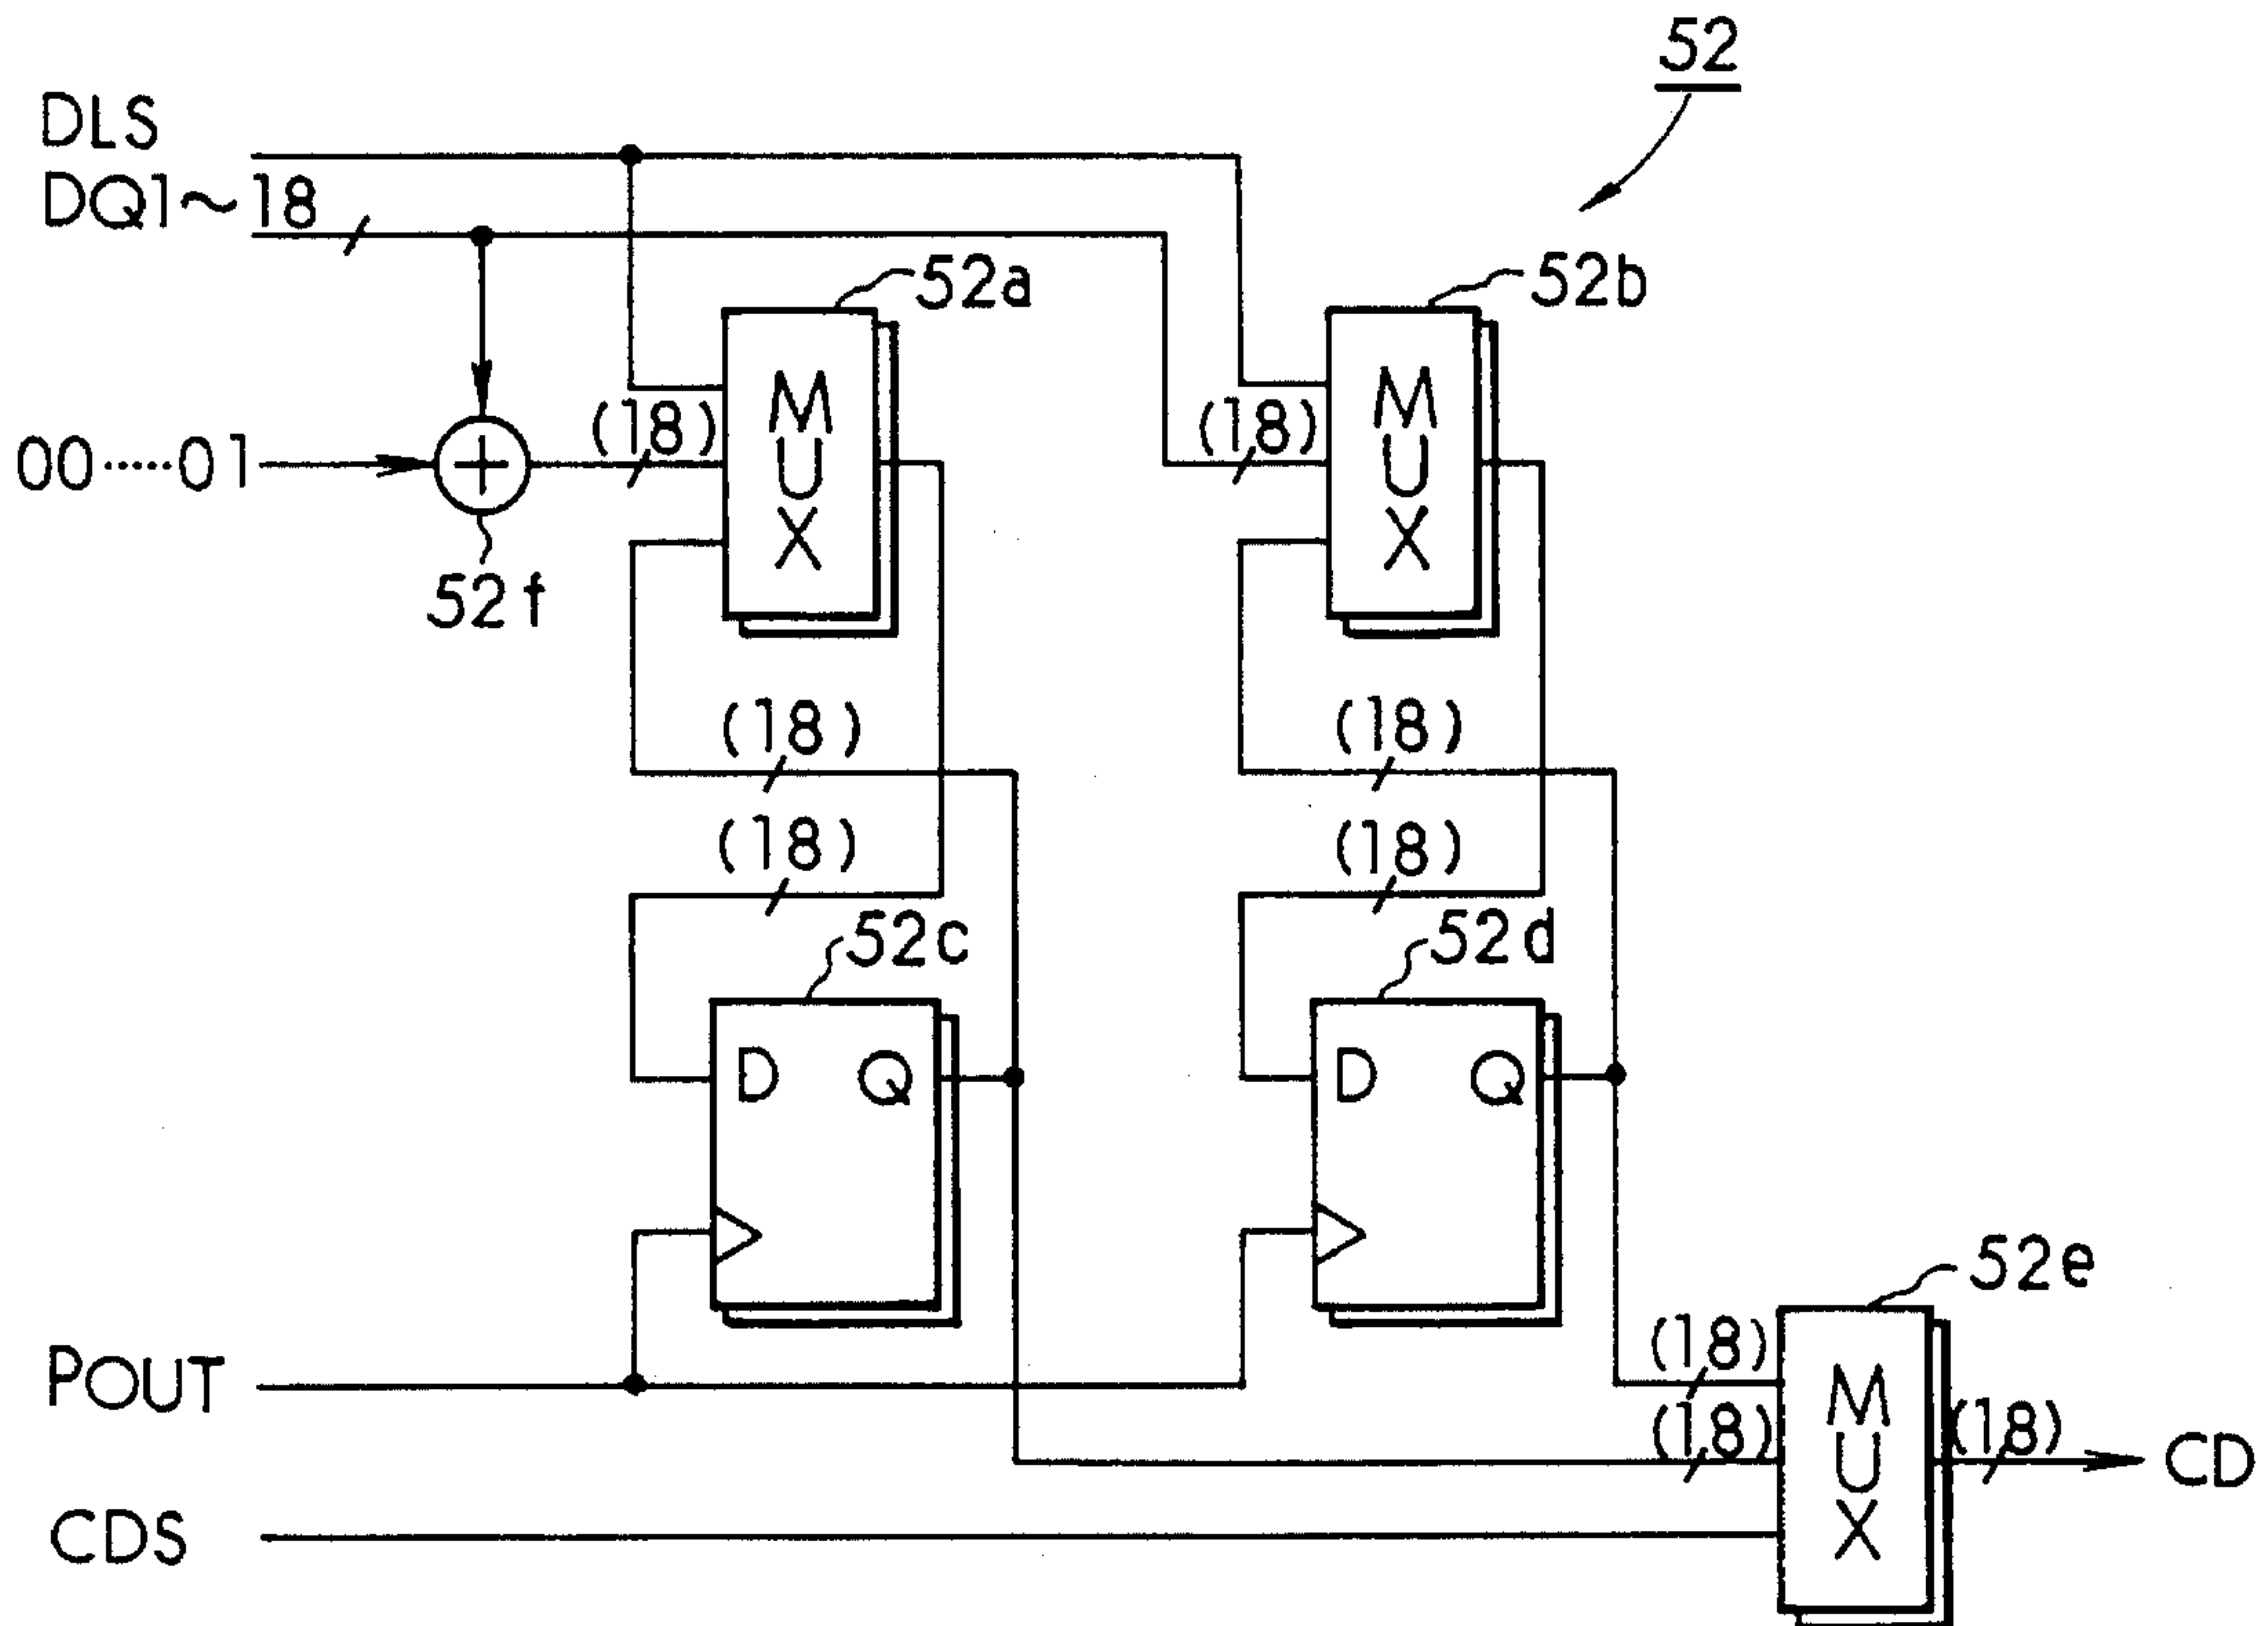 52
DLS
DQ1~18
52a
52b
MUX
MUX
(18)
(18)
00·····01
52f
(18)
(18)
(18)
(18)
52c
52d
D Q
D Q
52e
POUT
(18)
(18)
MUX
(18)
CD
CDS